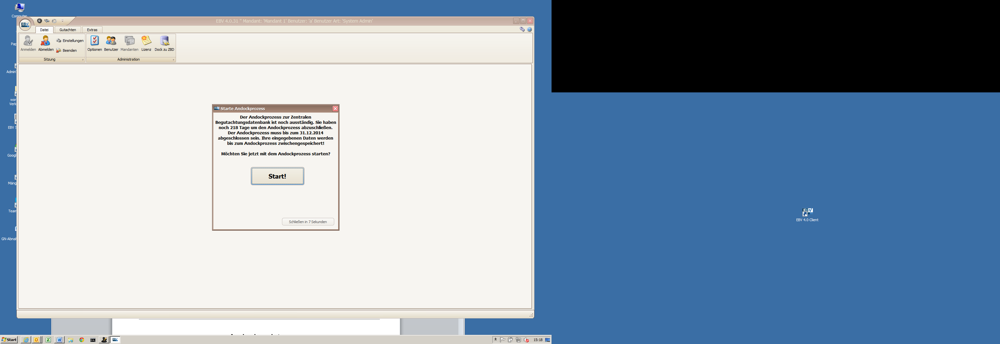 Computer
EBV 4.0.31 '' Mandant: 'Mandant 1' Benutzer: 'a' Benutzer Art: 'System Admin'
EBV
Datei Gutachten Extras
Anmelden Abmelden Einstellungen Beenden
Optionen Benutzer Mandanten Lizenz Dock zu ZBD
Sitzung Administration
Pap
Admin
wor
Verk
EBV
Googl
Mäng
Team
GN-Abnah
EBV Starte Andockprozess
Der Andockprozess zur Zentralen
Begutachtungsdatenbank ist noch ausständig. Sie haben
noch 218 Tage um den Andockprozess abzuschließen.
Der Andockprozess muss bis zum 31.12.2014
abgeschlossen sein. Ihre eingegebenen Daten werden
bis zum Andockprozess zwischengespeichert!
Möchten Sie jetzt mit dem Andockprozess starten?
Start!
Schließen in 7 Sekunden
EBV
EBV 4.0 Client
Start
EBV
15:18